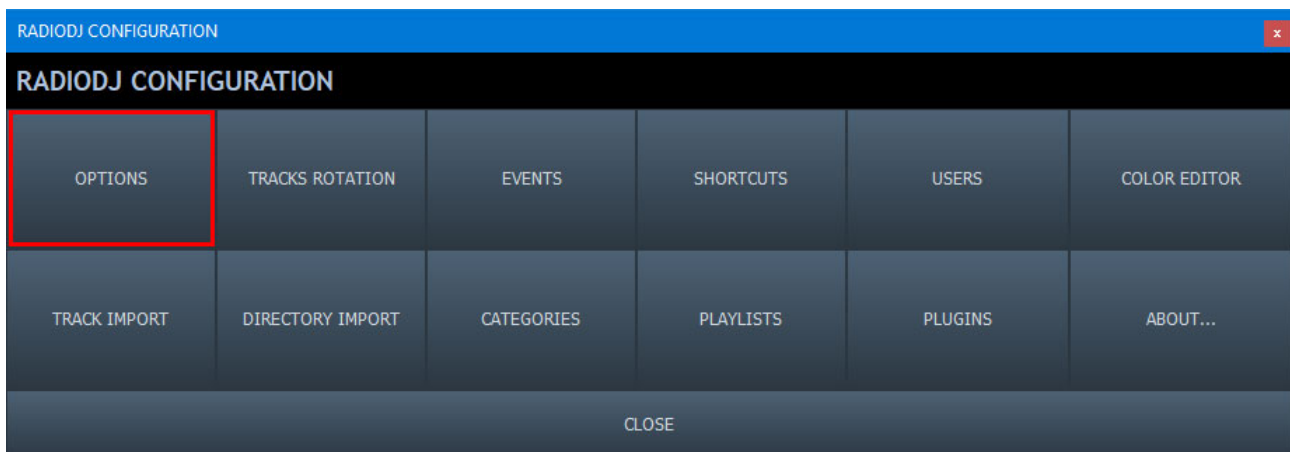 RADIODJ CONFIGURATION
x
RADIODJ CONFIGURATION
OPTIONS TRACKS ROTATION EVENTS SHORTCUTS USERS COLOR EDITOR
TRACK IMPORT DIRECTORY IMPORT CATEGORIES PLAYLISTS PLUGINS ABOUT...
CLOSE